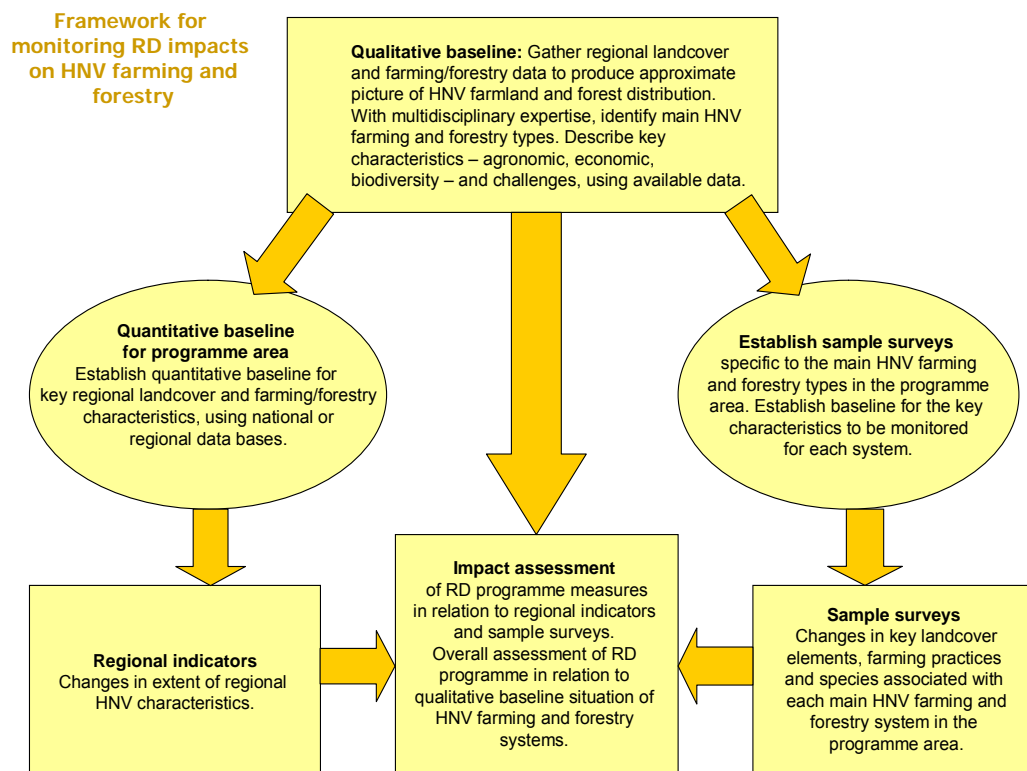 Framework for
monitoring RD impacts
on HNV farming and
forestry
Qualitative baseline: Gather regional landcover
and farming/forestry data to produce approximate
picture of HNV farmland and forest distribution.
With multidisciplinary expertise, identify main HNV
farming and forestry types. Describe key
characteristics – agronomic, economic,
biodiversity – and challenges, using available data.
Quantitative baseline
for programme area
Establish quantitative baseline for
key regional landcover and farming/forestry
characteristics, using national or
regional data bases.
Establish sample surveys
specific to the main HNV farming
and forestry types in the programme
area. Establish baseline for the key
characteristics to be monitored
for each system.
Regional indicators
Changes in extent of regional
HNV characteristics.
Impact assessment
of RD programme measures
in relation to regional indicators
and sample surveys.
Overall assessment of RD
programme in relation to
qualitative baseline situation of
HNV farming and forestry
systems.
Sample surveys
Changes in key landcover
elements, farming practices
and species associated with
each main HNV farming and
forestry system in the
programme area.